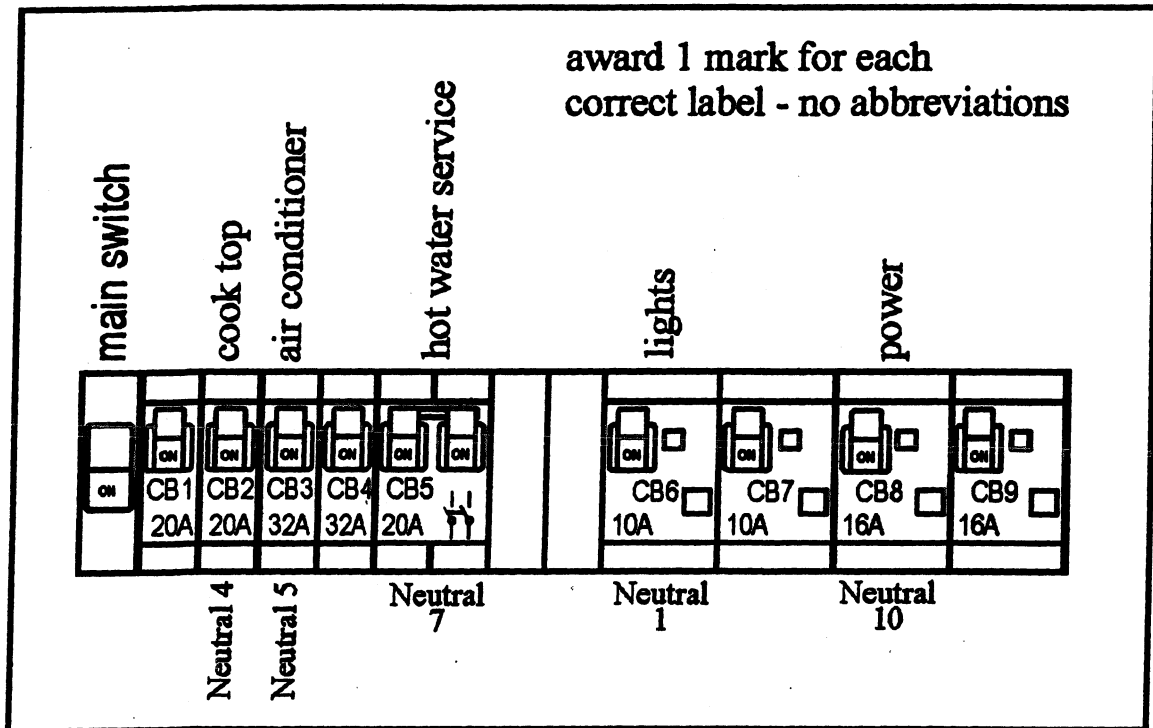 award 1 mark for each
correct label - no abbreviations
main switch
cook top
air conditioner
hot water service
lights
power
ON
ON
ON
ON
ON
ON
ON
ON
ON
ON
ON
CB1
CB2
CB3
CB4
CB5
CB6
CB7
CB8
CB9
20A
20A
32A
32A
20A
10A
10A
16A
16A
Neutral 4
Neutral 5
Neutral
7
Neutral
1
Neutral
10